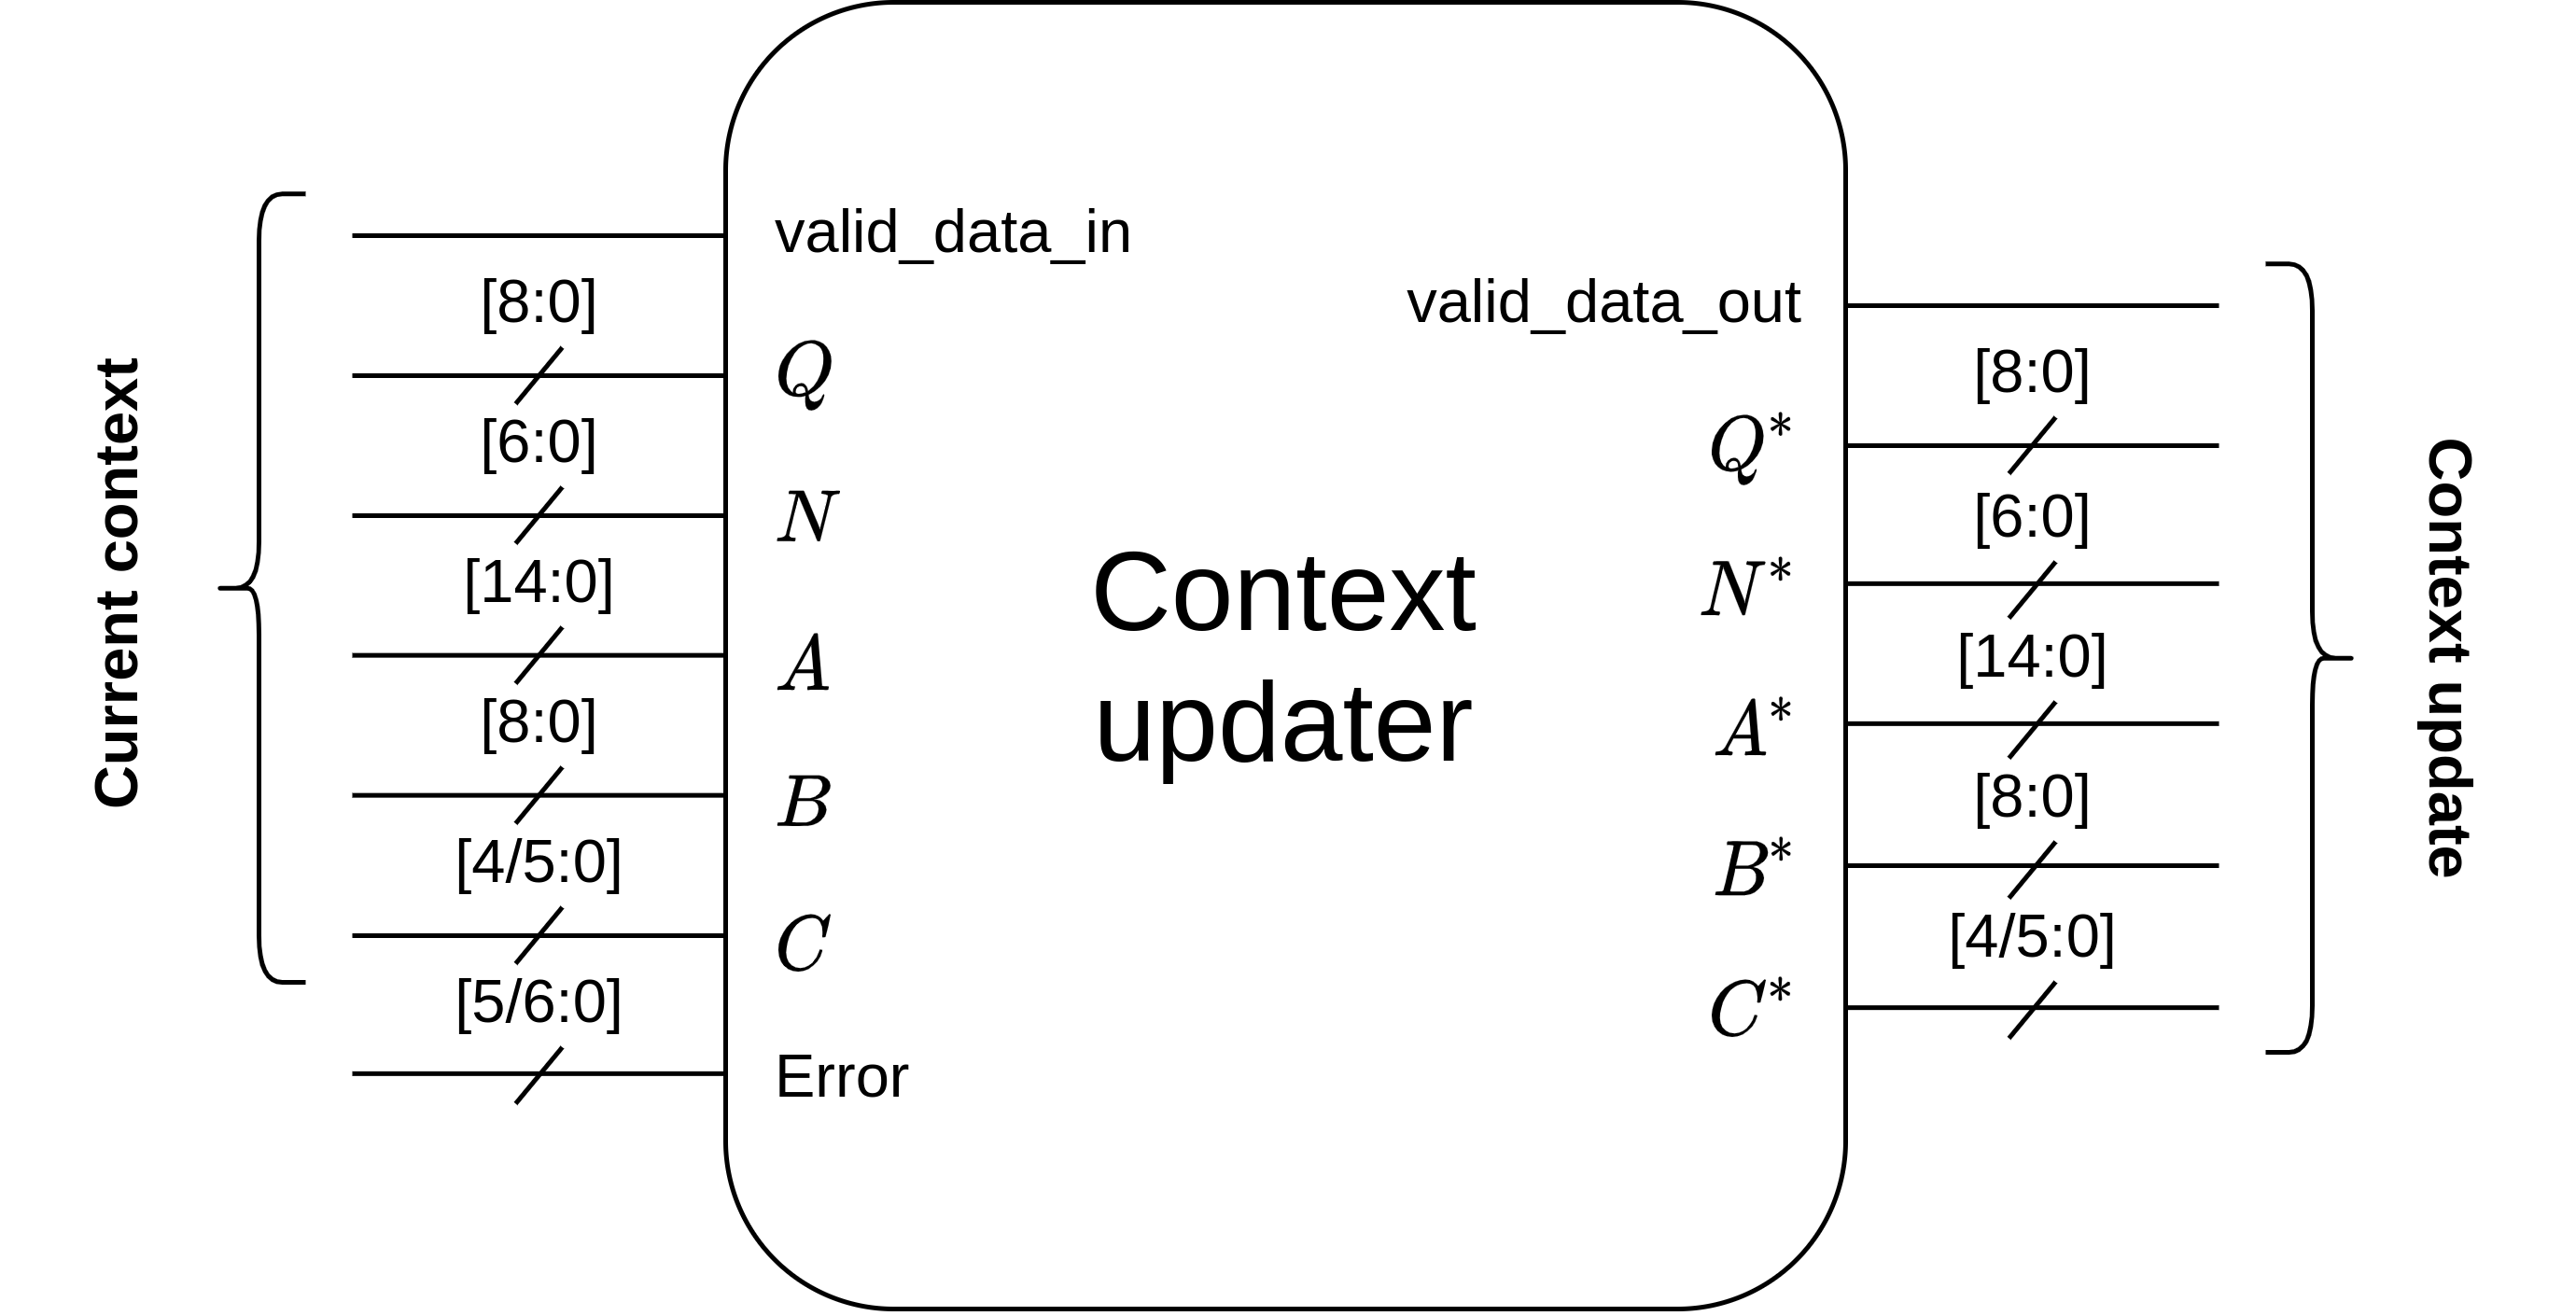 Current context
valid_data_in
[8:0]
Q
[6:0]
N
[14:0]
A
[8:0]
B
[4/5:0]
C
[5/6:0]
Error
Context
updater
valid_data_out
[8:0]
Q*
[6:0]
N*
[14:0]
A*
[8:0]
B*
[4/5:0]
C*
Context update